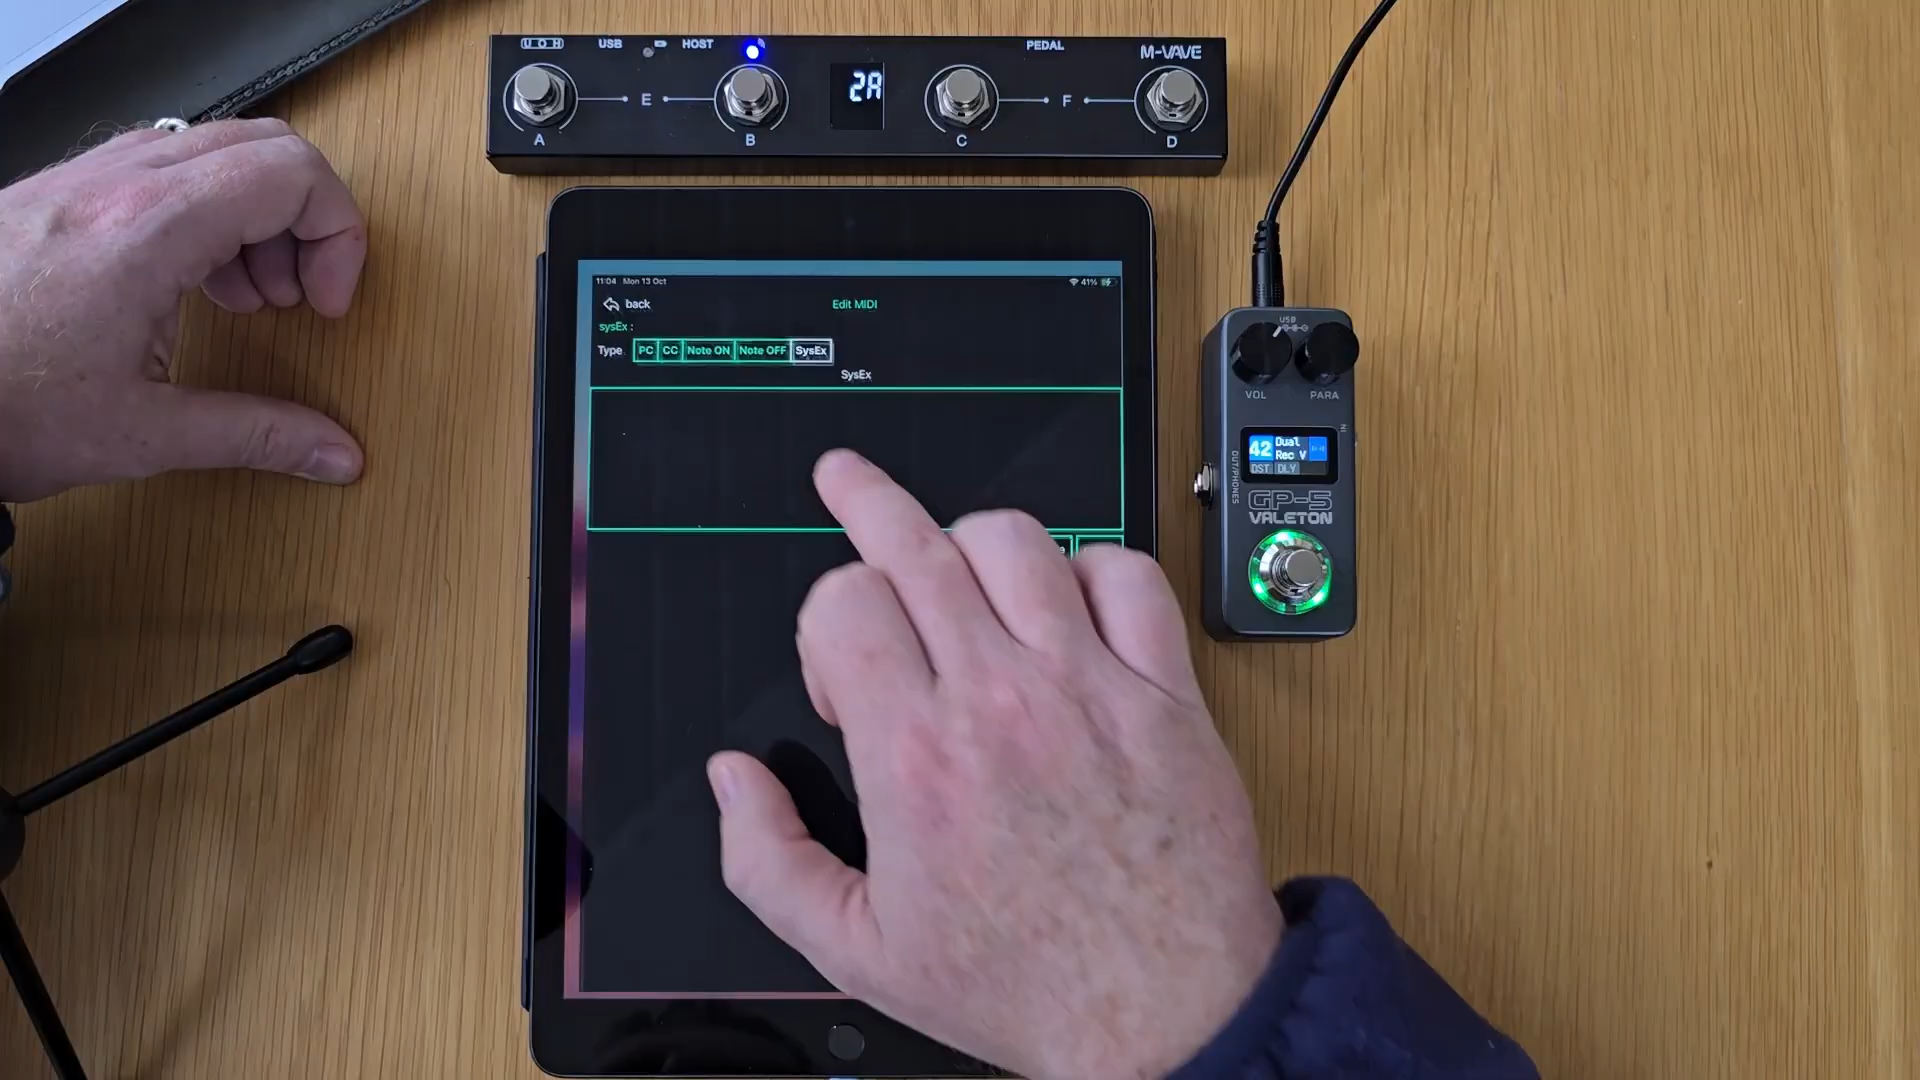 USB HOST PEDAL M-VAVE
2A
E F
A B C D
11:04 Mon 13 Oct 41%
back Edit MIDI
sysEx :
Type PC CC Note ON Note OFF SysEx
SysEx
USB
VOL PARA
IN
OUT/PHONES
42 Dual
Rec V
DST DLY
GP-5
VALETON